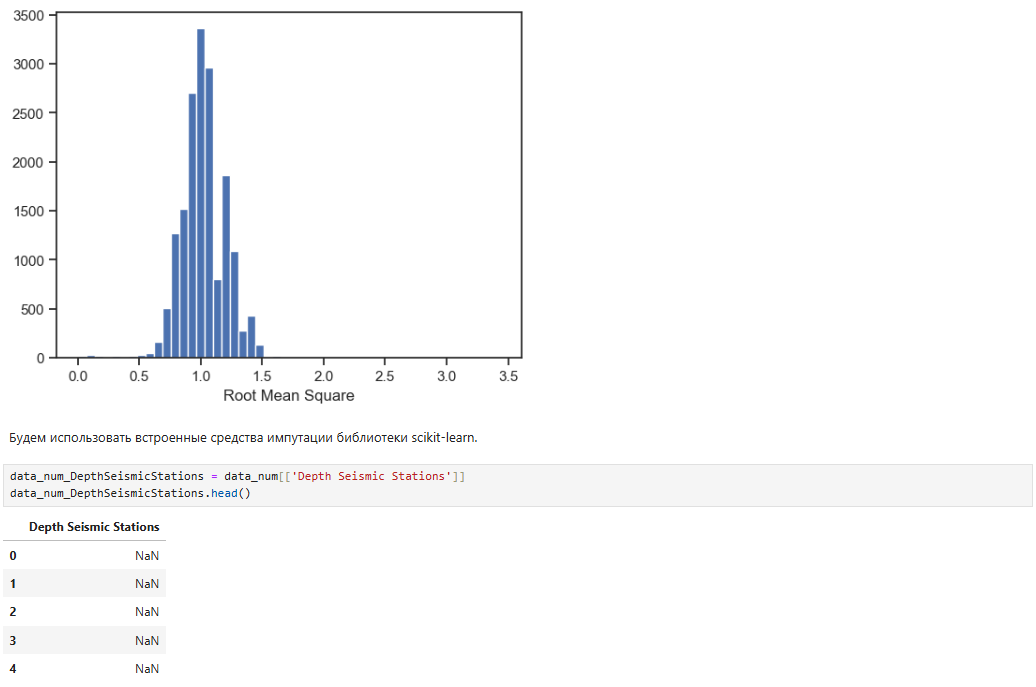 3500
3000
2500
2000
1500
1000
500
0
0.0 0.5 1.0 1.5 2.0 2.5 3.0 3.5
Root Mean Square
Будем использовать встроенные средства импутации библиотеки scikit-learn.
data_num_DepthSeismicStations = data_num[['Depth Seismic Stations']]
data_num_DepthSeismicStations.head()
Depth Seismic Stations
0 NaN
1 NaN
2 NaN
3 NaN
4 NaN